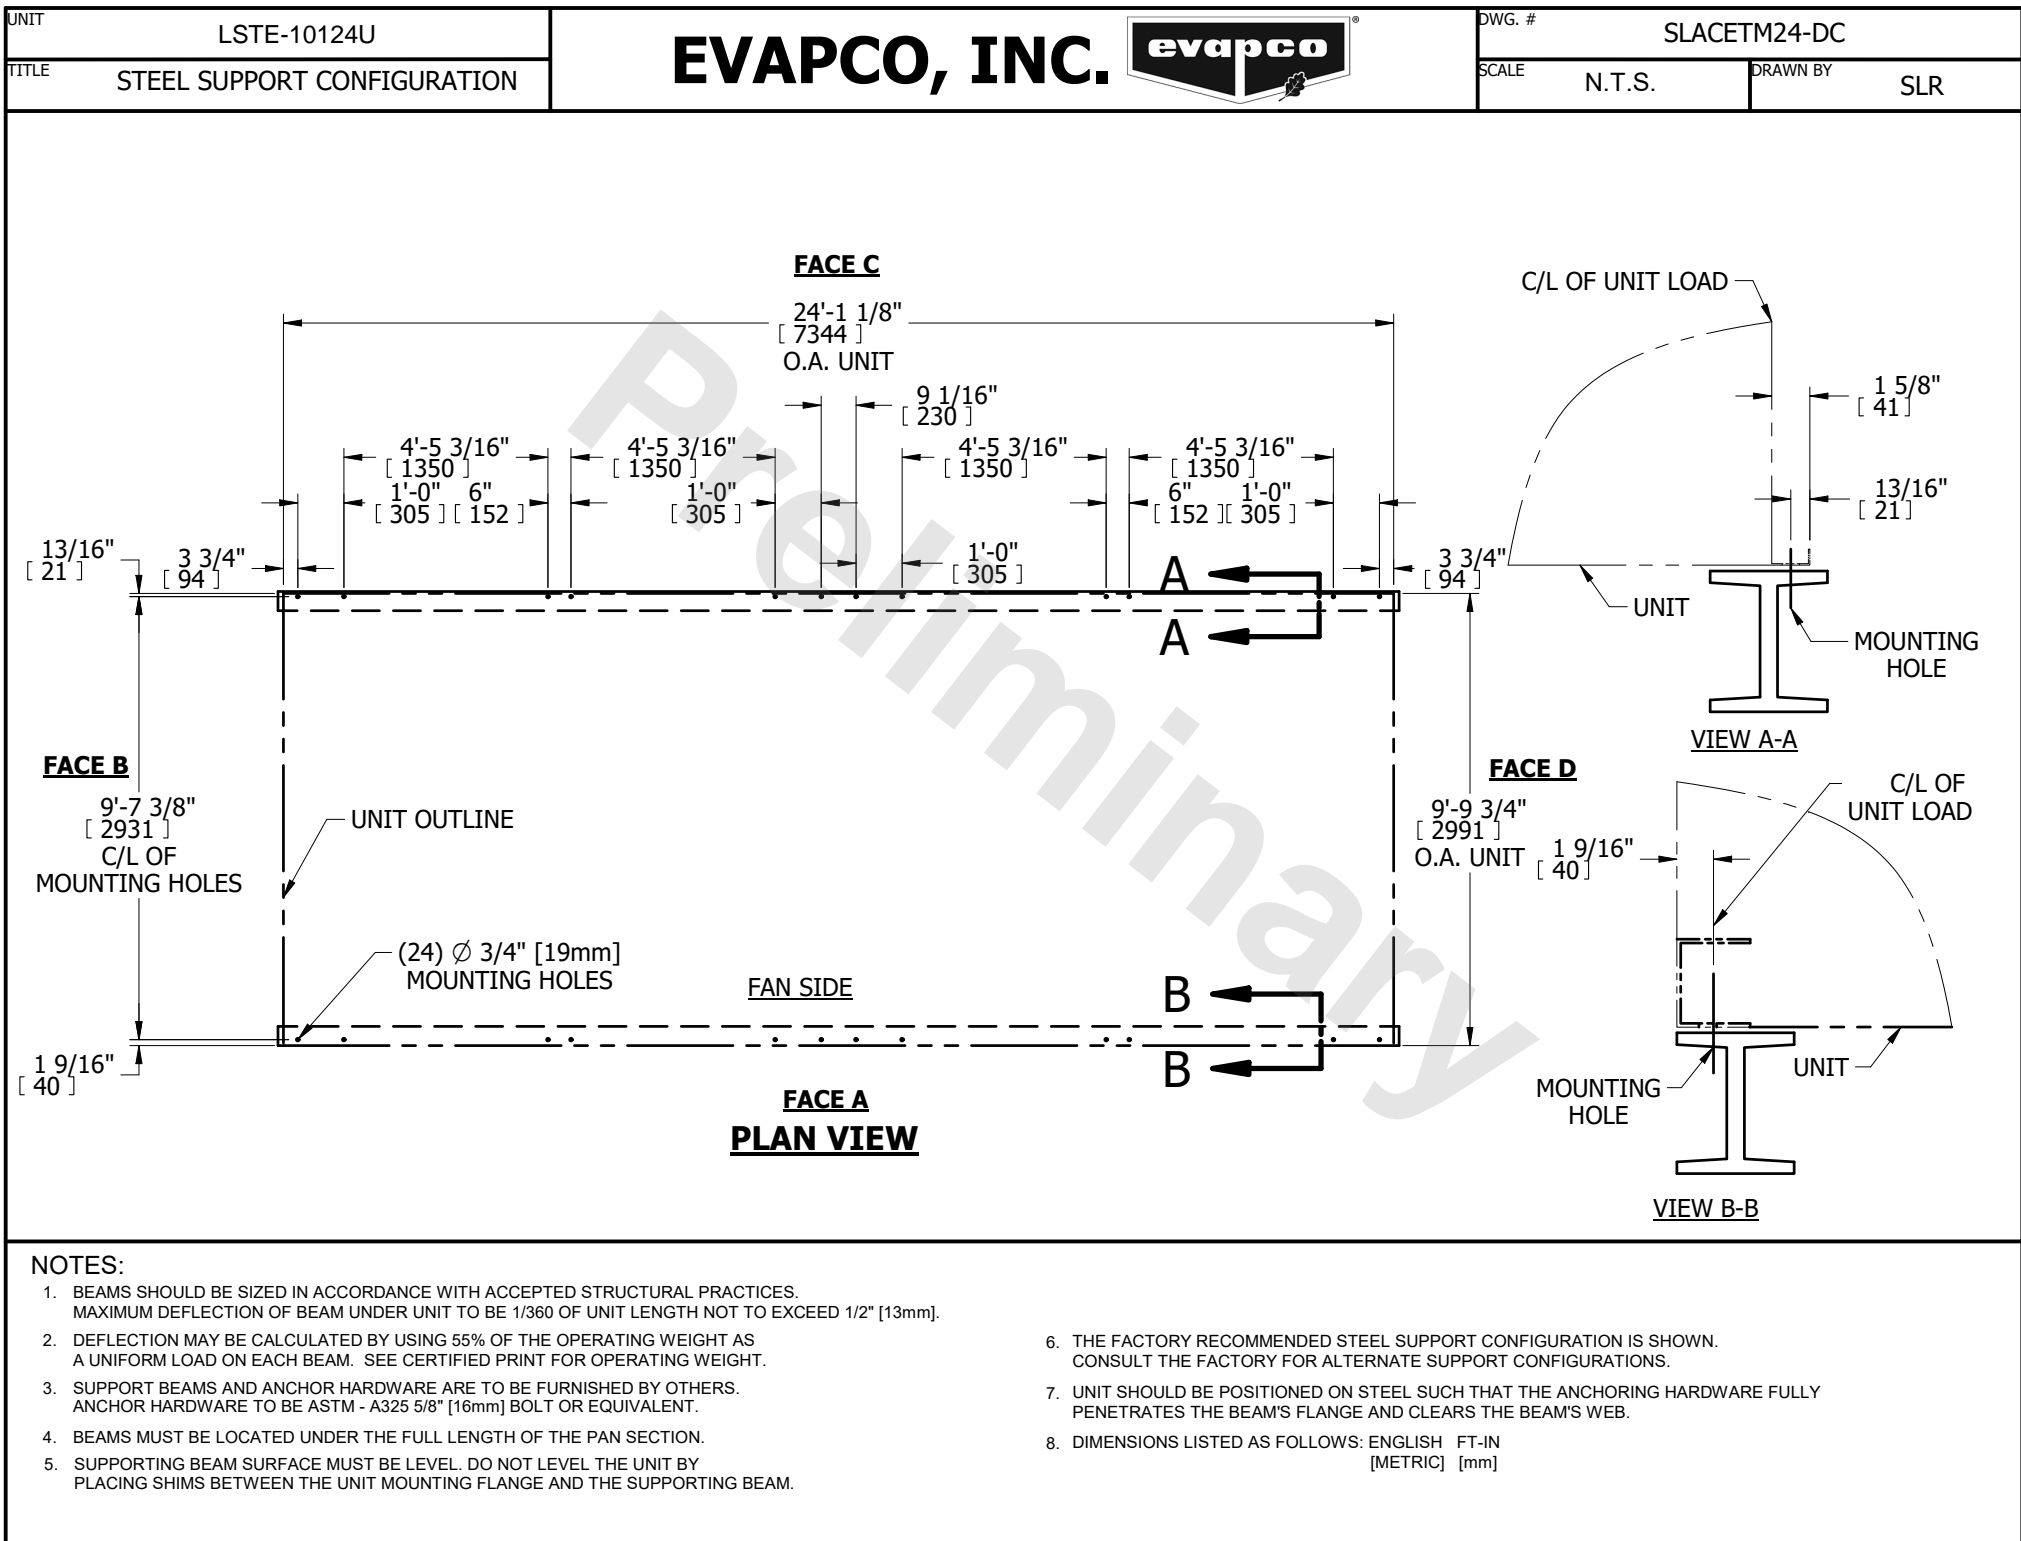 UNIT
LSTE-10124U
TITLE
STEEL SUPPORT CONFIGURATION
EVAPCO, INC.
evapco
®
DWG. #
SLACETM24-DC
SCALE
N.T.S.
DRAWN BY
SLR
FACE C
24'-1 1/8"
[ 7344 ]
O.A. UNIT
9 1/16"
[ 230 ]
4'-5 3/16"
[ 1350 ]
4'-5 3/16"
[ 1350 ]
4'-5 3/16"
[ 1350 ]
4'-5 3/16"
[ 1350 ]
1'-0"
[ 305 ]
6"
[ 152 ]
1'-0"
[ 305 ]
6"
[ 152 ]
1'-0"
[ 305 ]
13/16"
[ 21 ]
3 3/4"
[ 94 ]
1'-0"
[ 305 ]
3 3/4"
[ 94 ]
A
A
FACE B
9'-7 3/8"
[ 2931 ]
C/L OF
MOUNTING HOLES
UNIT OUTLINE
FACE D
9'-9 3/4"
[ 2991 ]
O.A. UNIT
(24) Ø 3/4" [19mm]
MOUNTING HOLES
FAN SIDE
B
B
1 9/16"
[ 40 ]
FACE A
PLAN VIEW
Preliminary
C/L OF UNIT LOAD
1 5/8"
[ 41 ]
13/16"
[ 21 ]
UNIT
MOUNTING
HOLE
VIEW A-A
C/L OF
UNIT LOAD
1 9/16"
[ 40 ]
UNIT
MOUNTING
HOLE
VIEW B-B
NOTES:
1. BEAMS SHOULD BE SIZED IN ACCORDANCE WITH ACCEPTED STRUCTURAL PRACTICES.
MAXIMUM DEFLECTION OF BEAM UNDER UNIT TO BE 1/360 OF UNIT LENGTH NOT TO EXCEED 1/2" [13mm].
2. DEFLECTION MAY BE CALCULATED BY USING 55% OF THE OPERATING WEIGHT AS
A UNIFORM LOAD ON EACH BEAM. SEE CERTIFIED PRINT FOR OPERATING WEIGHT.
3. SUPPORT BEAMS AND ANCHOR HARDWARE ARE TO BE FURNISHED BY OTHERS.
ANCHOR HARDWARE TO BE ASTM - A325 5/8" [16mm] BOLT OR EQUIVALENT.
4. BEAMS MUST BE LOCATED UNDER THE FULL LENGTH OF THE PAN SECTION.
5. SUPPORTING BEAM SURFACE MUST BE LEVEL. DO NOT LEVEL THE UNIT BY
PLACING SHIMS BETWEEN THE UNIT MOUNTING FLANGE AND THE SUPPORTING BEAM.
6. THE FACTORY RECOMMENDED STEEL SUPPORT CONFIGURATION IS SHOWN.
CONSULT THE FACTORY FOR ALTERNATE SUPPORT CONFIGURATIONS.
7. UNIT SHOULD BE POSITIONED ON STEEL SUCH THAT THE ANCHORING HARDWARE FULLY
PENETRATES THE BEAM'S FLANGE AND CLEARS THE BEAM'S WEB.
8. DIMENSIONS LISTED AS FOLLOWS: ENGLISH FT-IN
[METRIC] [mm]